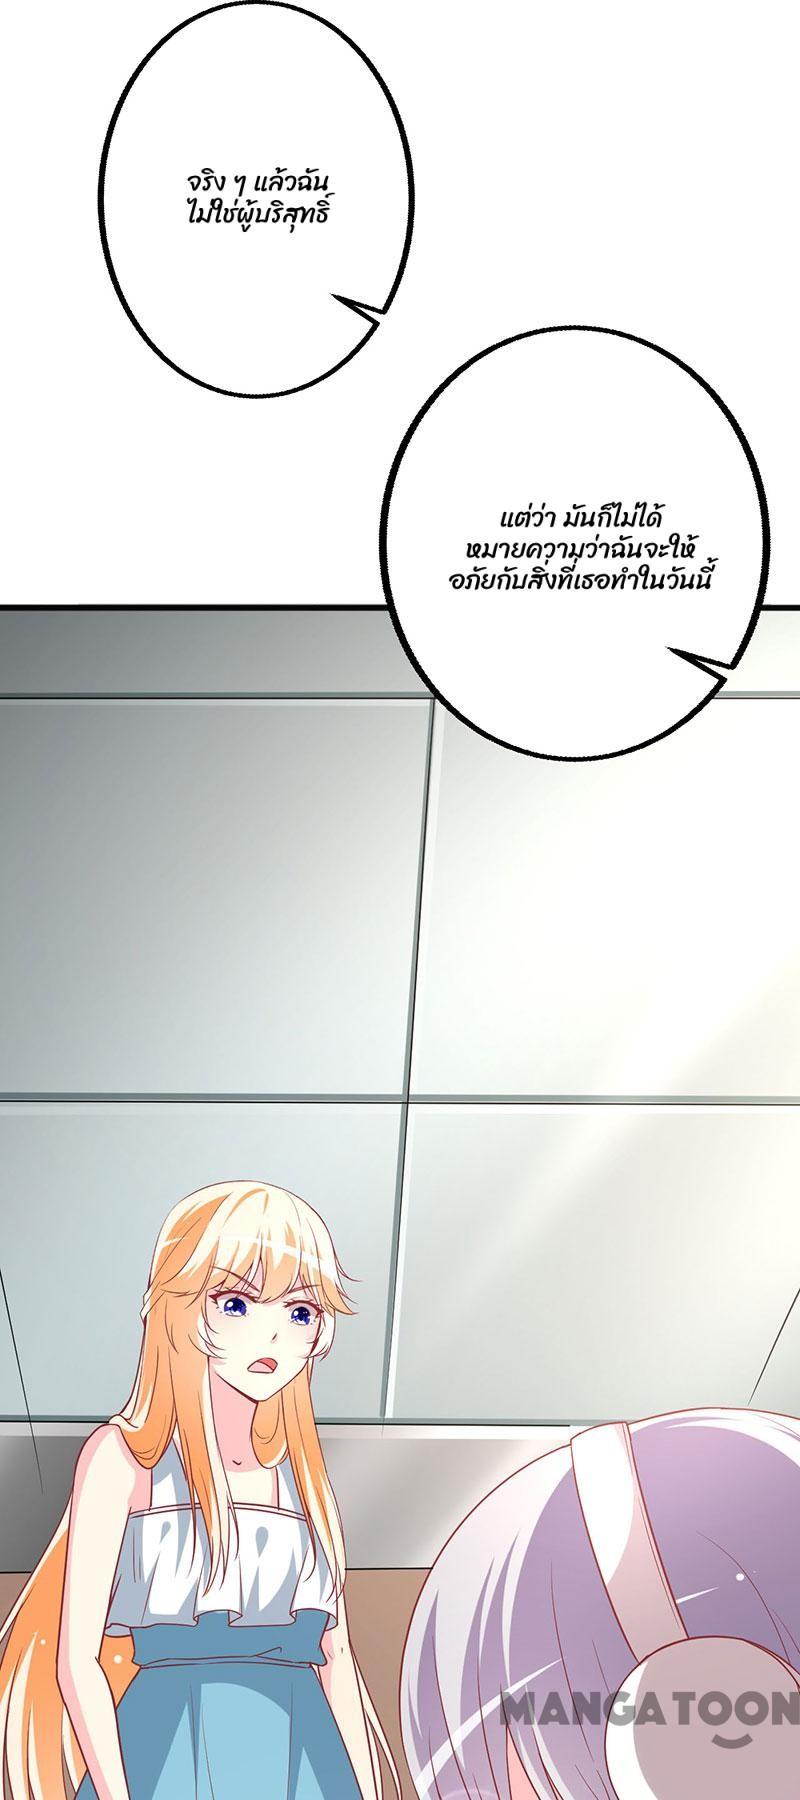 จริง ๆ แล้วฉัน
ไม่ใช่ผู้บริสุทธิ์
แต่ว่า มันก็ไม่ได้
หมายความว่าฉันจะให้
อภัยกับสิ่งที่เธอทำในวันนี้
MANGATOON